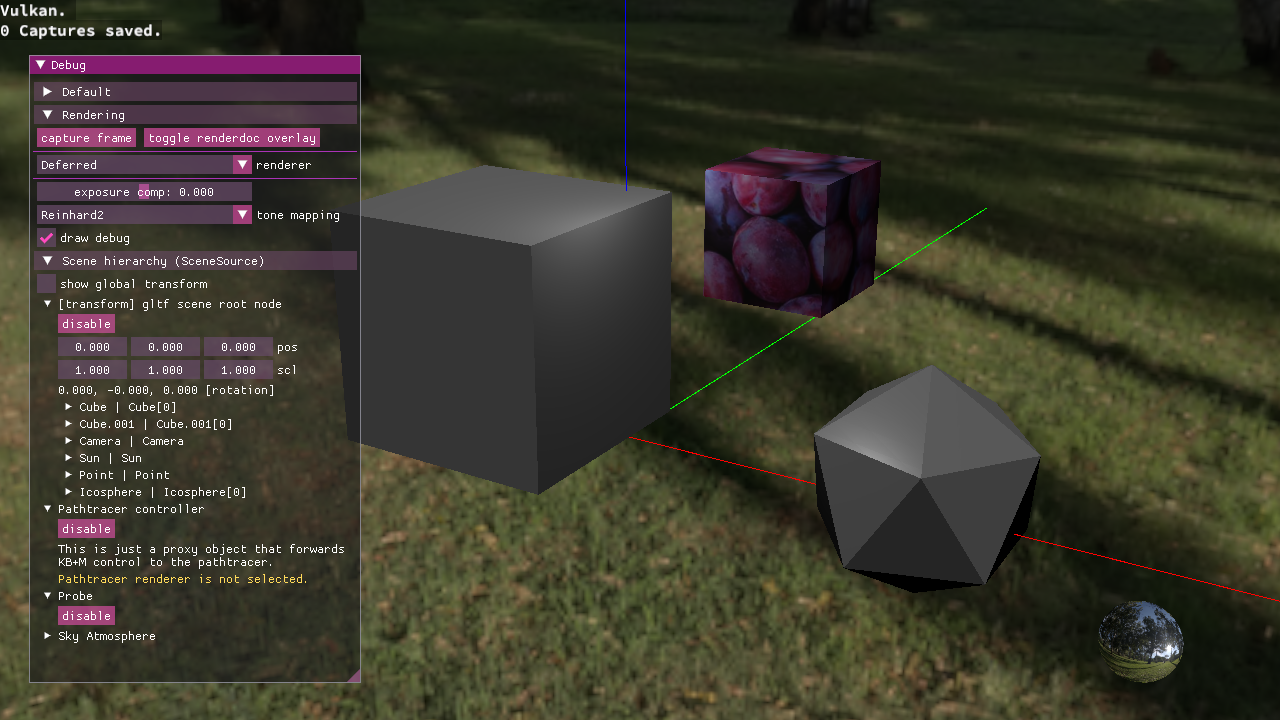 Vulkan.
0 Captures saved.
Debug
Default
Rendering
capture frame toggle renderdoc overlay
Deferred renderer
exposure comp: 0.000
Reinhard2 tone mapping
draw debug
Scene hierarchy (SceneSource)
show global transform
[transform] gltf scene root node
disable
0.000 0.000 0.000 pos
1.000 1.000 1.000 scl
0.000, -0.000, 0.000 [rotation]
Cube | Cube[0]
Cube.001 | Cube.001[0]
Camera | Camera
Sun | Sun
Point | Point
Icosphere | Icosphere[0]
Pathtracer controller
disable
This is just a proxy object that forwards
KB+M control to the pathtracer.
Pathtracer renderer is not selected.
Probe
disable
Sky Atmosphere